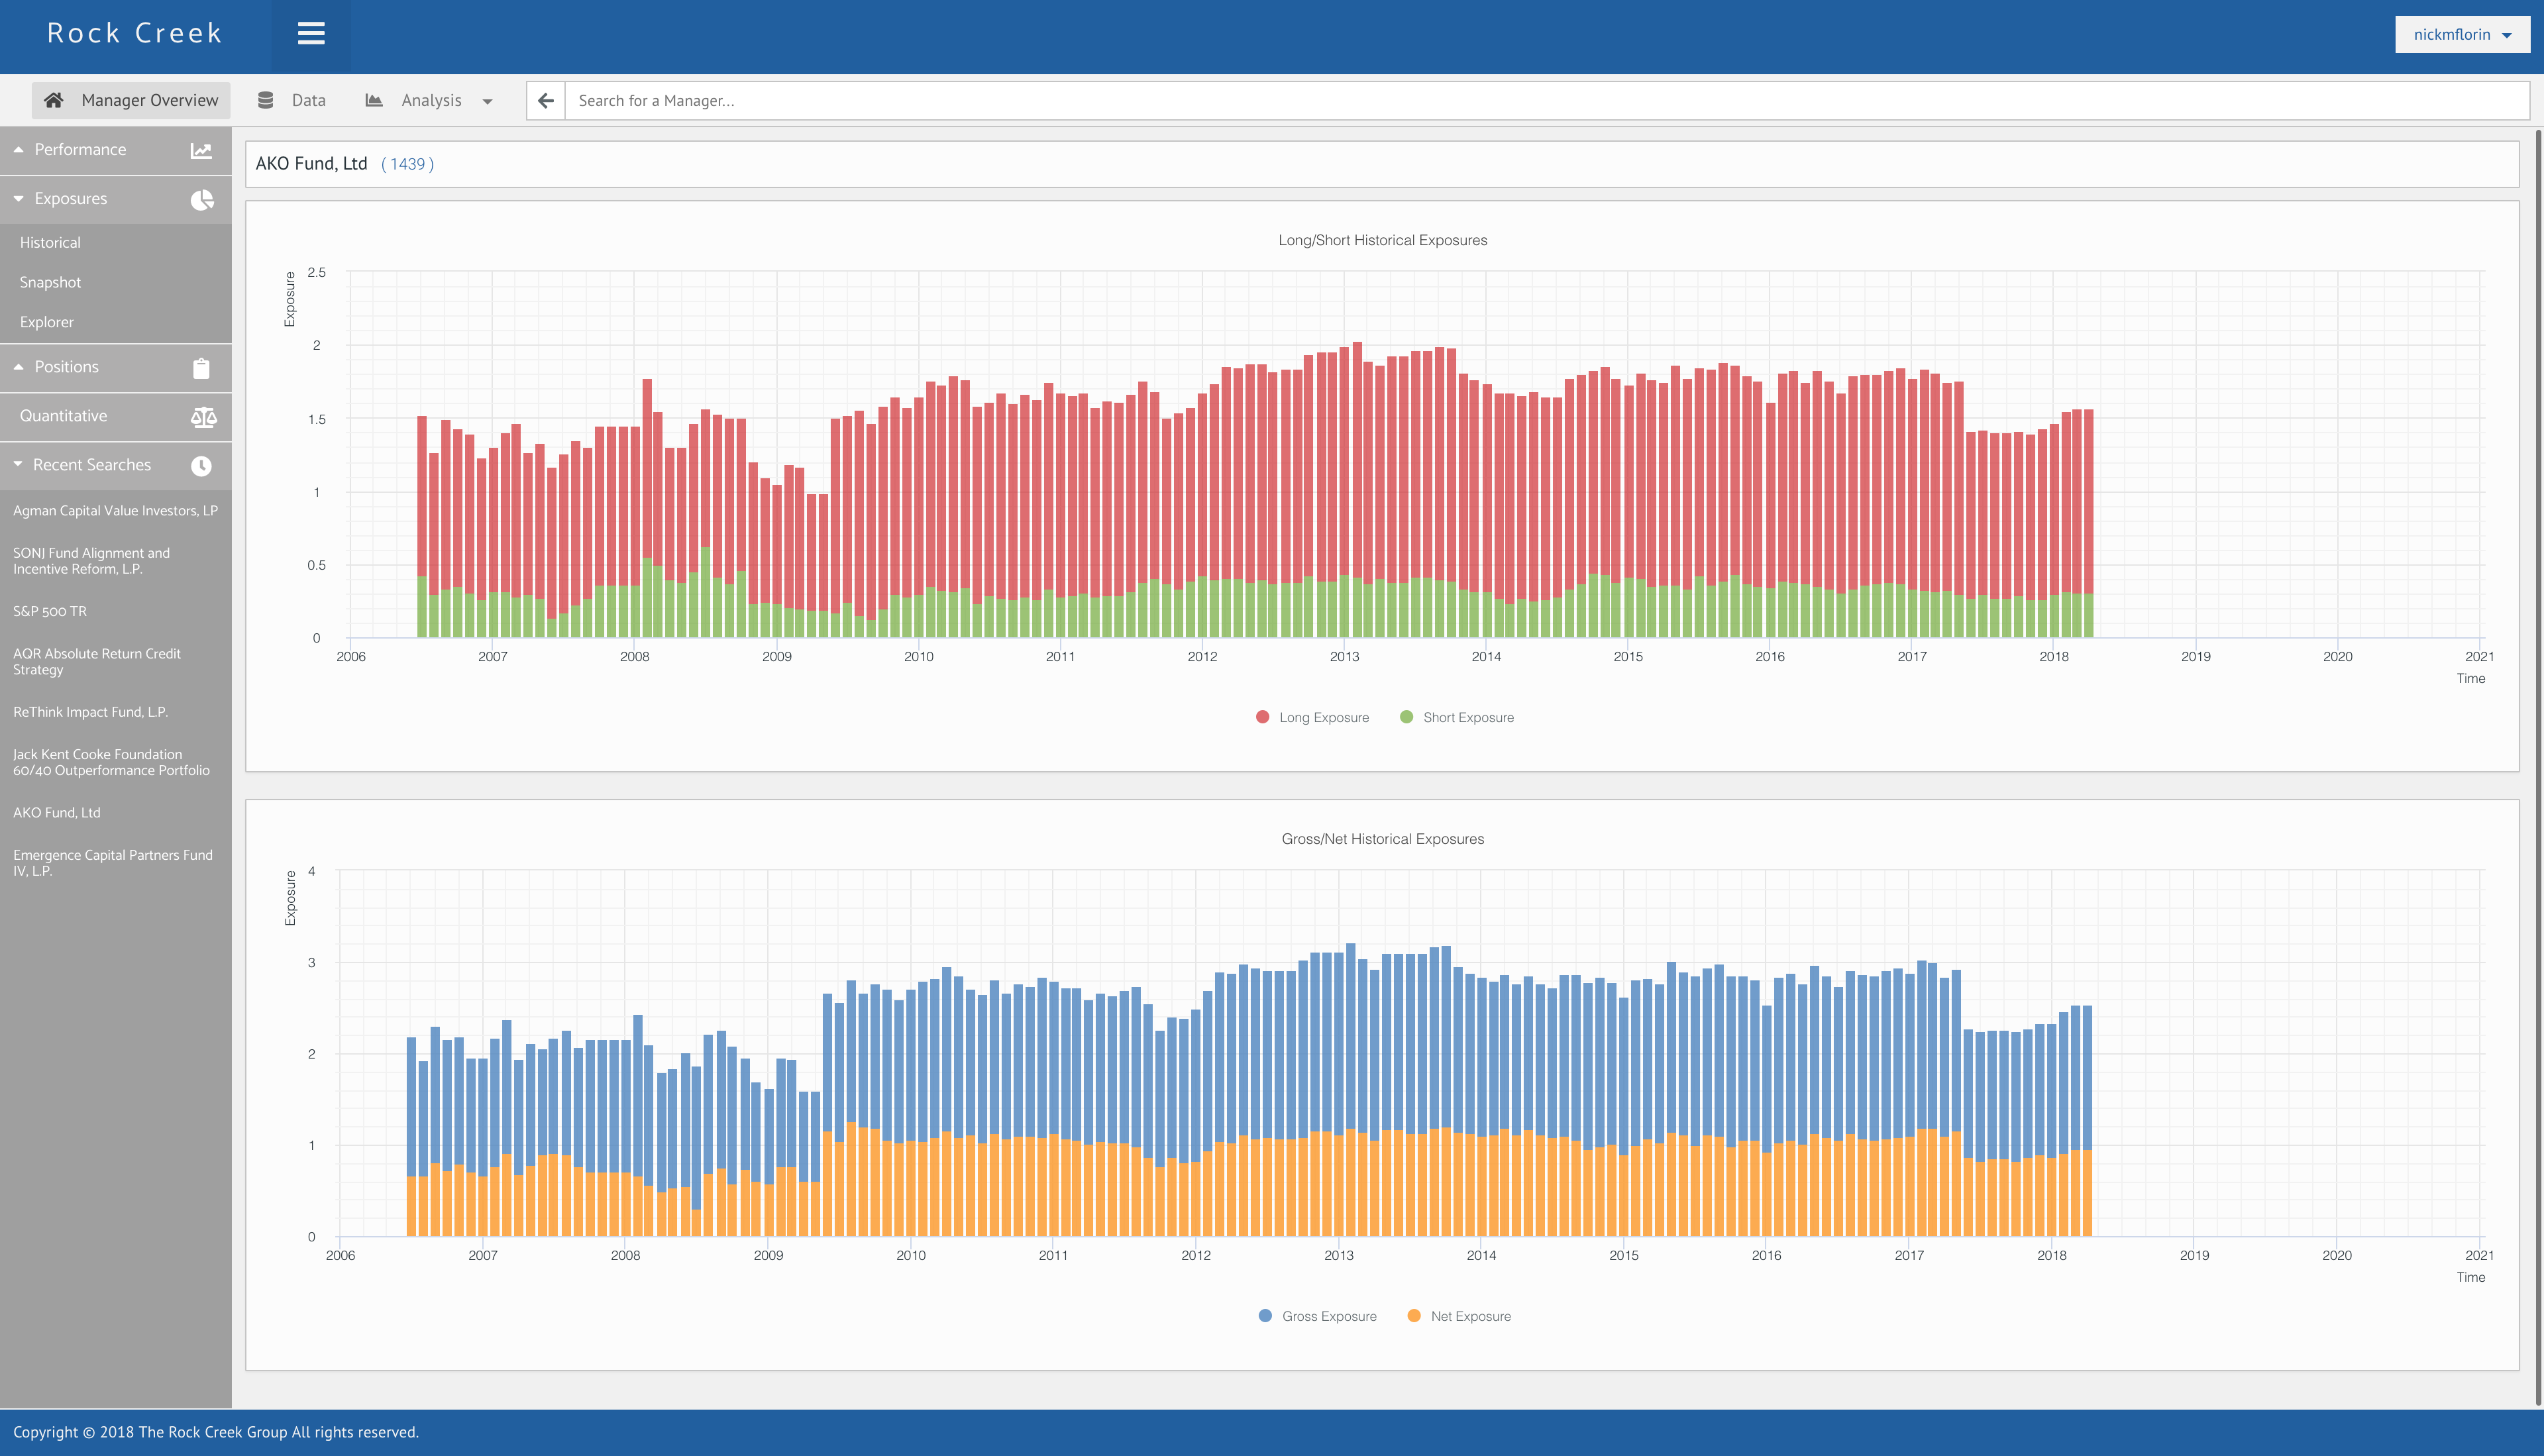 Rock Creek
nickmflorin
Manager Overview
Data
Analysis
Search for a Manager...
Performance
Exposures
Historical
Snapshot
Explorer
Positions
Quantitative
Recent Searches
Agman Capital Value Investors, LP
SONJ Fund Alignment and
Incentive Reform, L.P.
S&P 500 TR
AQR Absolute Return Credit
Strategy
ReThink Impact Fund, L.P.
Jack Kent Cooke Foundation
60/40 Outperformance Portfolio
AKO Fund, Ltd
Emergence Capital Partners Fund
IV, L.P.
AKO Fund, Ltd ( 1439 )
Long/Short Historical Exposures
Exposure
2.5
2
1.5
1
0.5
0
2006 2007 2008 2009 2010 2011 2012 2013 2014 2015 2016 2017 2018 2019 2020 2021
Time
Long Exposure Short Exposure
Gross/Net Historical Exposures
Exposure
4
3
2
1
0
2006 2007 2008 2009 2010 2011 2012 2013 2014 2015 2016 2017 2018 2019 2020 2021
Time
Gross Exposure Net Exposure
Copyright © 2018 The Rock Creek Group All rights reserved.